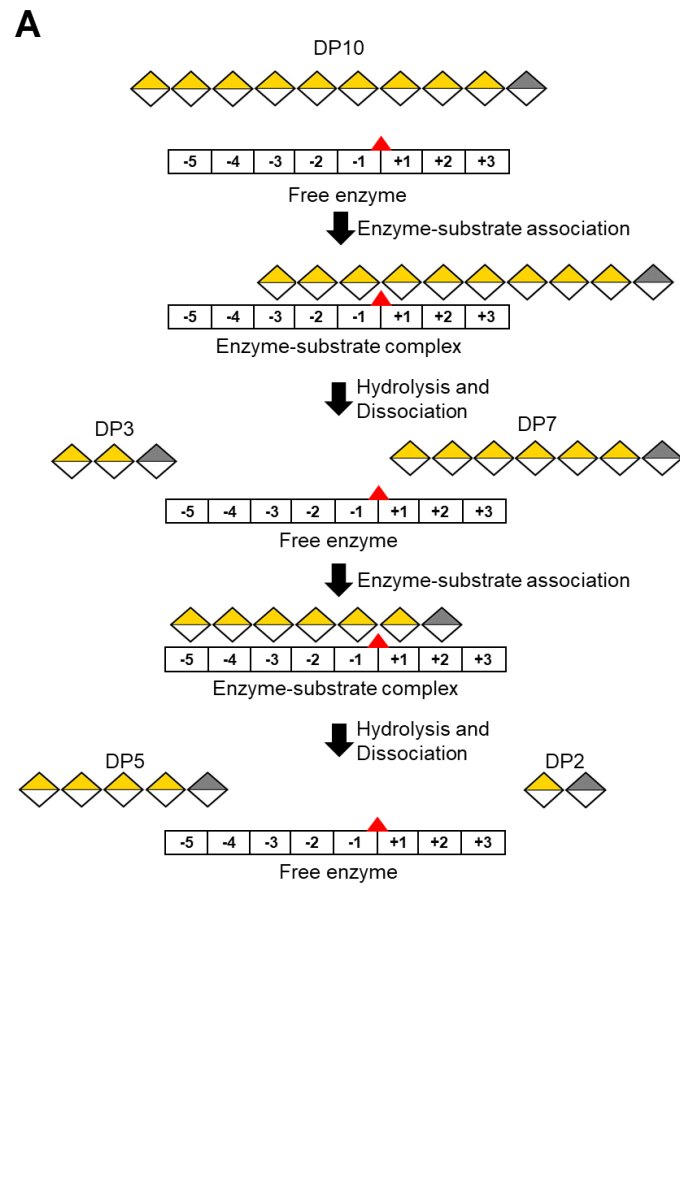 A
DP10
-5 -4 -3 -2 -1 +1 +2 +3
Free enzyme
Enzyme-substrate association
-5 -4 -3 -2 -1 +1 +2 +3
Enzyme-substrate complex
Hydrolysis and
Dissociation
DP3
DP7
-5 -4 -3 -2 -1 +1 +2 +3
Free enzyme
Enzyme-substrate association
-5 -4 -3 -2 -1 +1 +2 +3
Enzyme-substrate complex
Hydrolysis and
Dissociation
DP5
DP2
-5 -4 -3 -2 -1 +1 +2 +3
Free enzyme